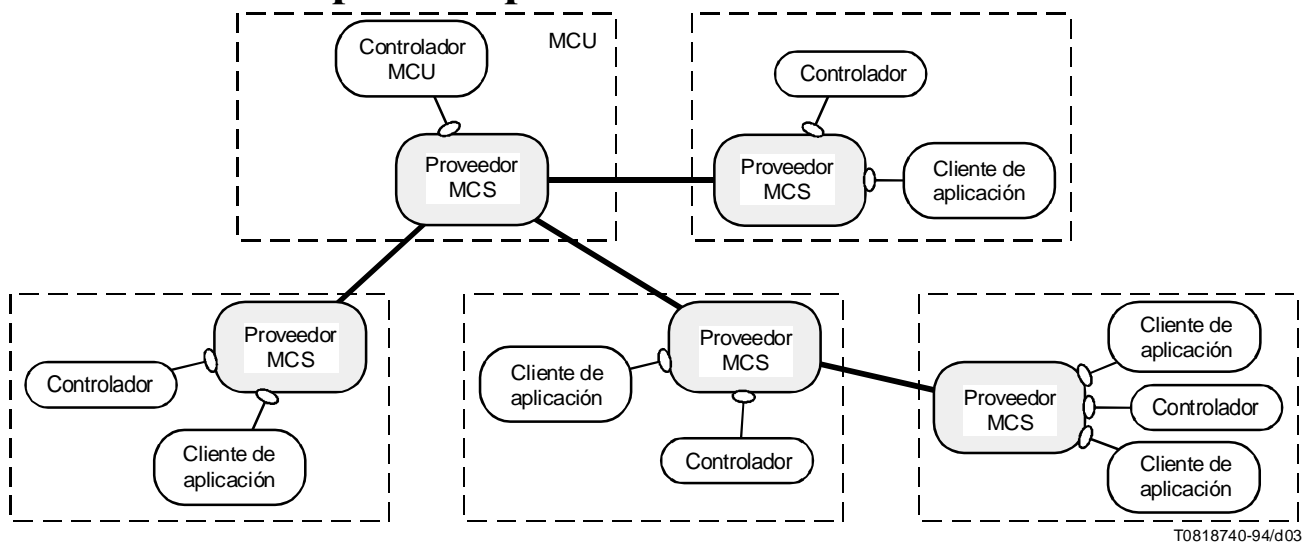 Controlador
MCU
MCU
Controlador
Proveedor
MCS
Proveedor
MCS
Cliente de
aplicación
Proveedor
MCS
Controlador
Cliente de
aplicación
Proveedor
MCS
Cliente de
aplicación
Controlador
Cliente de
aplicación
Proveedor
MCS
Controlador
Cliente de
aplicación
T0818740-94/d03